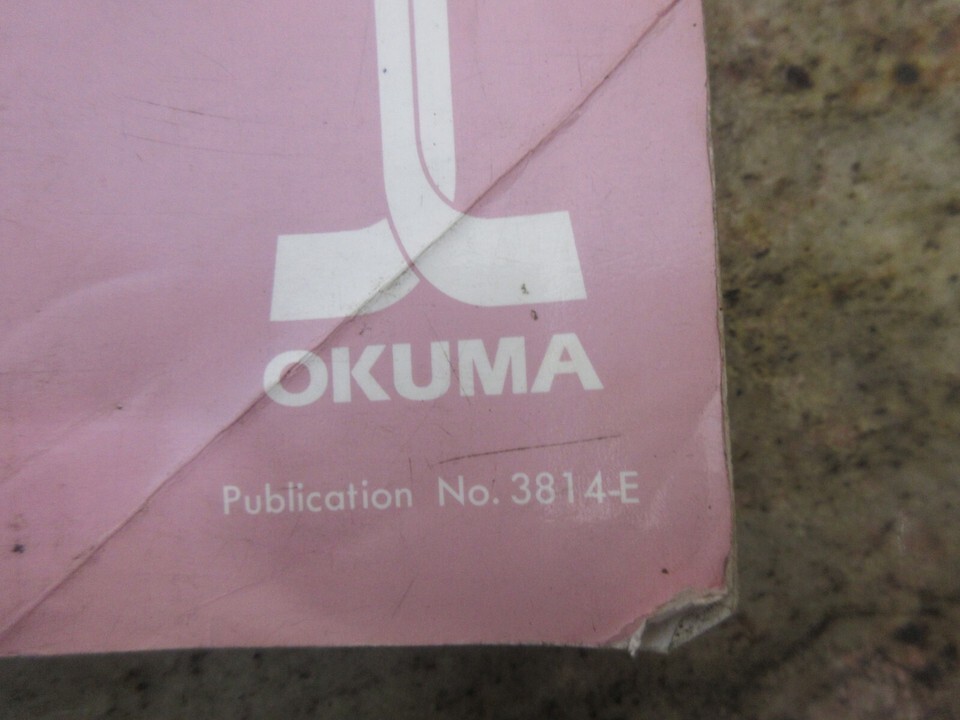 OKUMA
Publication No. 3814-E